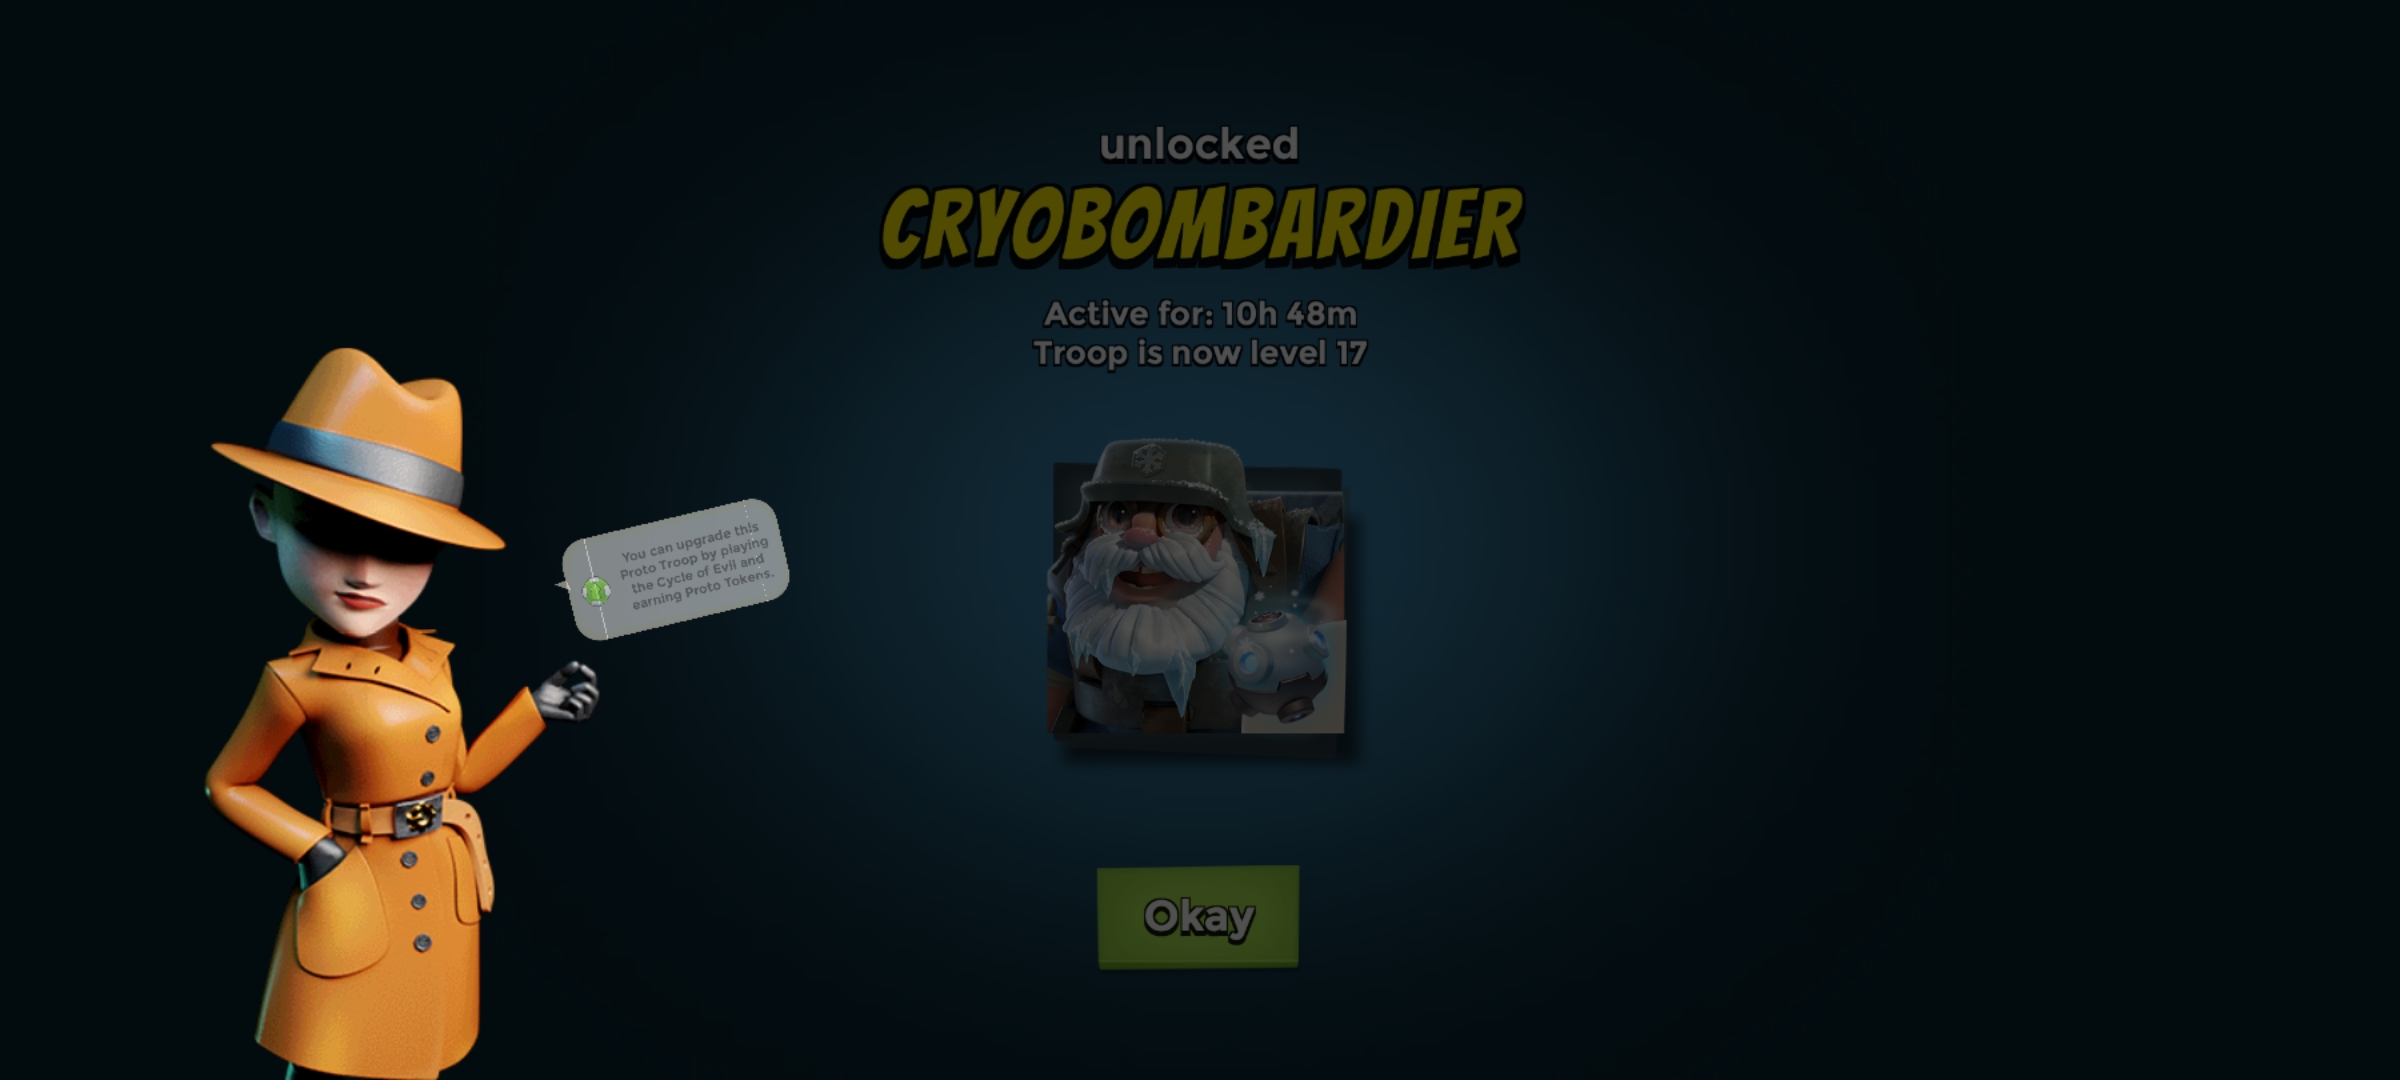 unlocked
CRYOBOMBARDIER
Active for: 10h 48m
Troop is now level 17
You can upgrade this
Proto Troop by playing
the Cycle of Evil and
earning Proto Tokens.
Okay